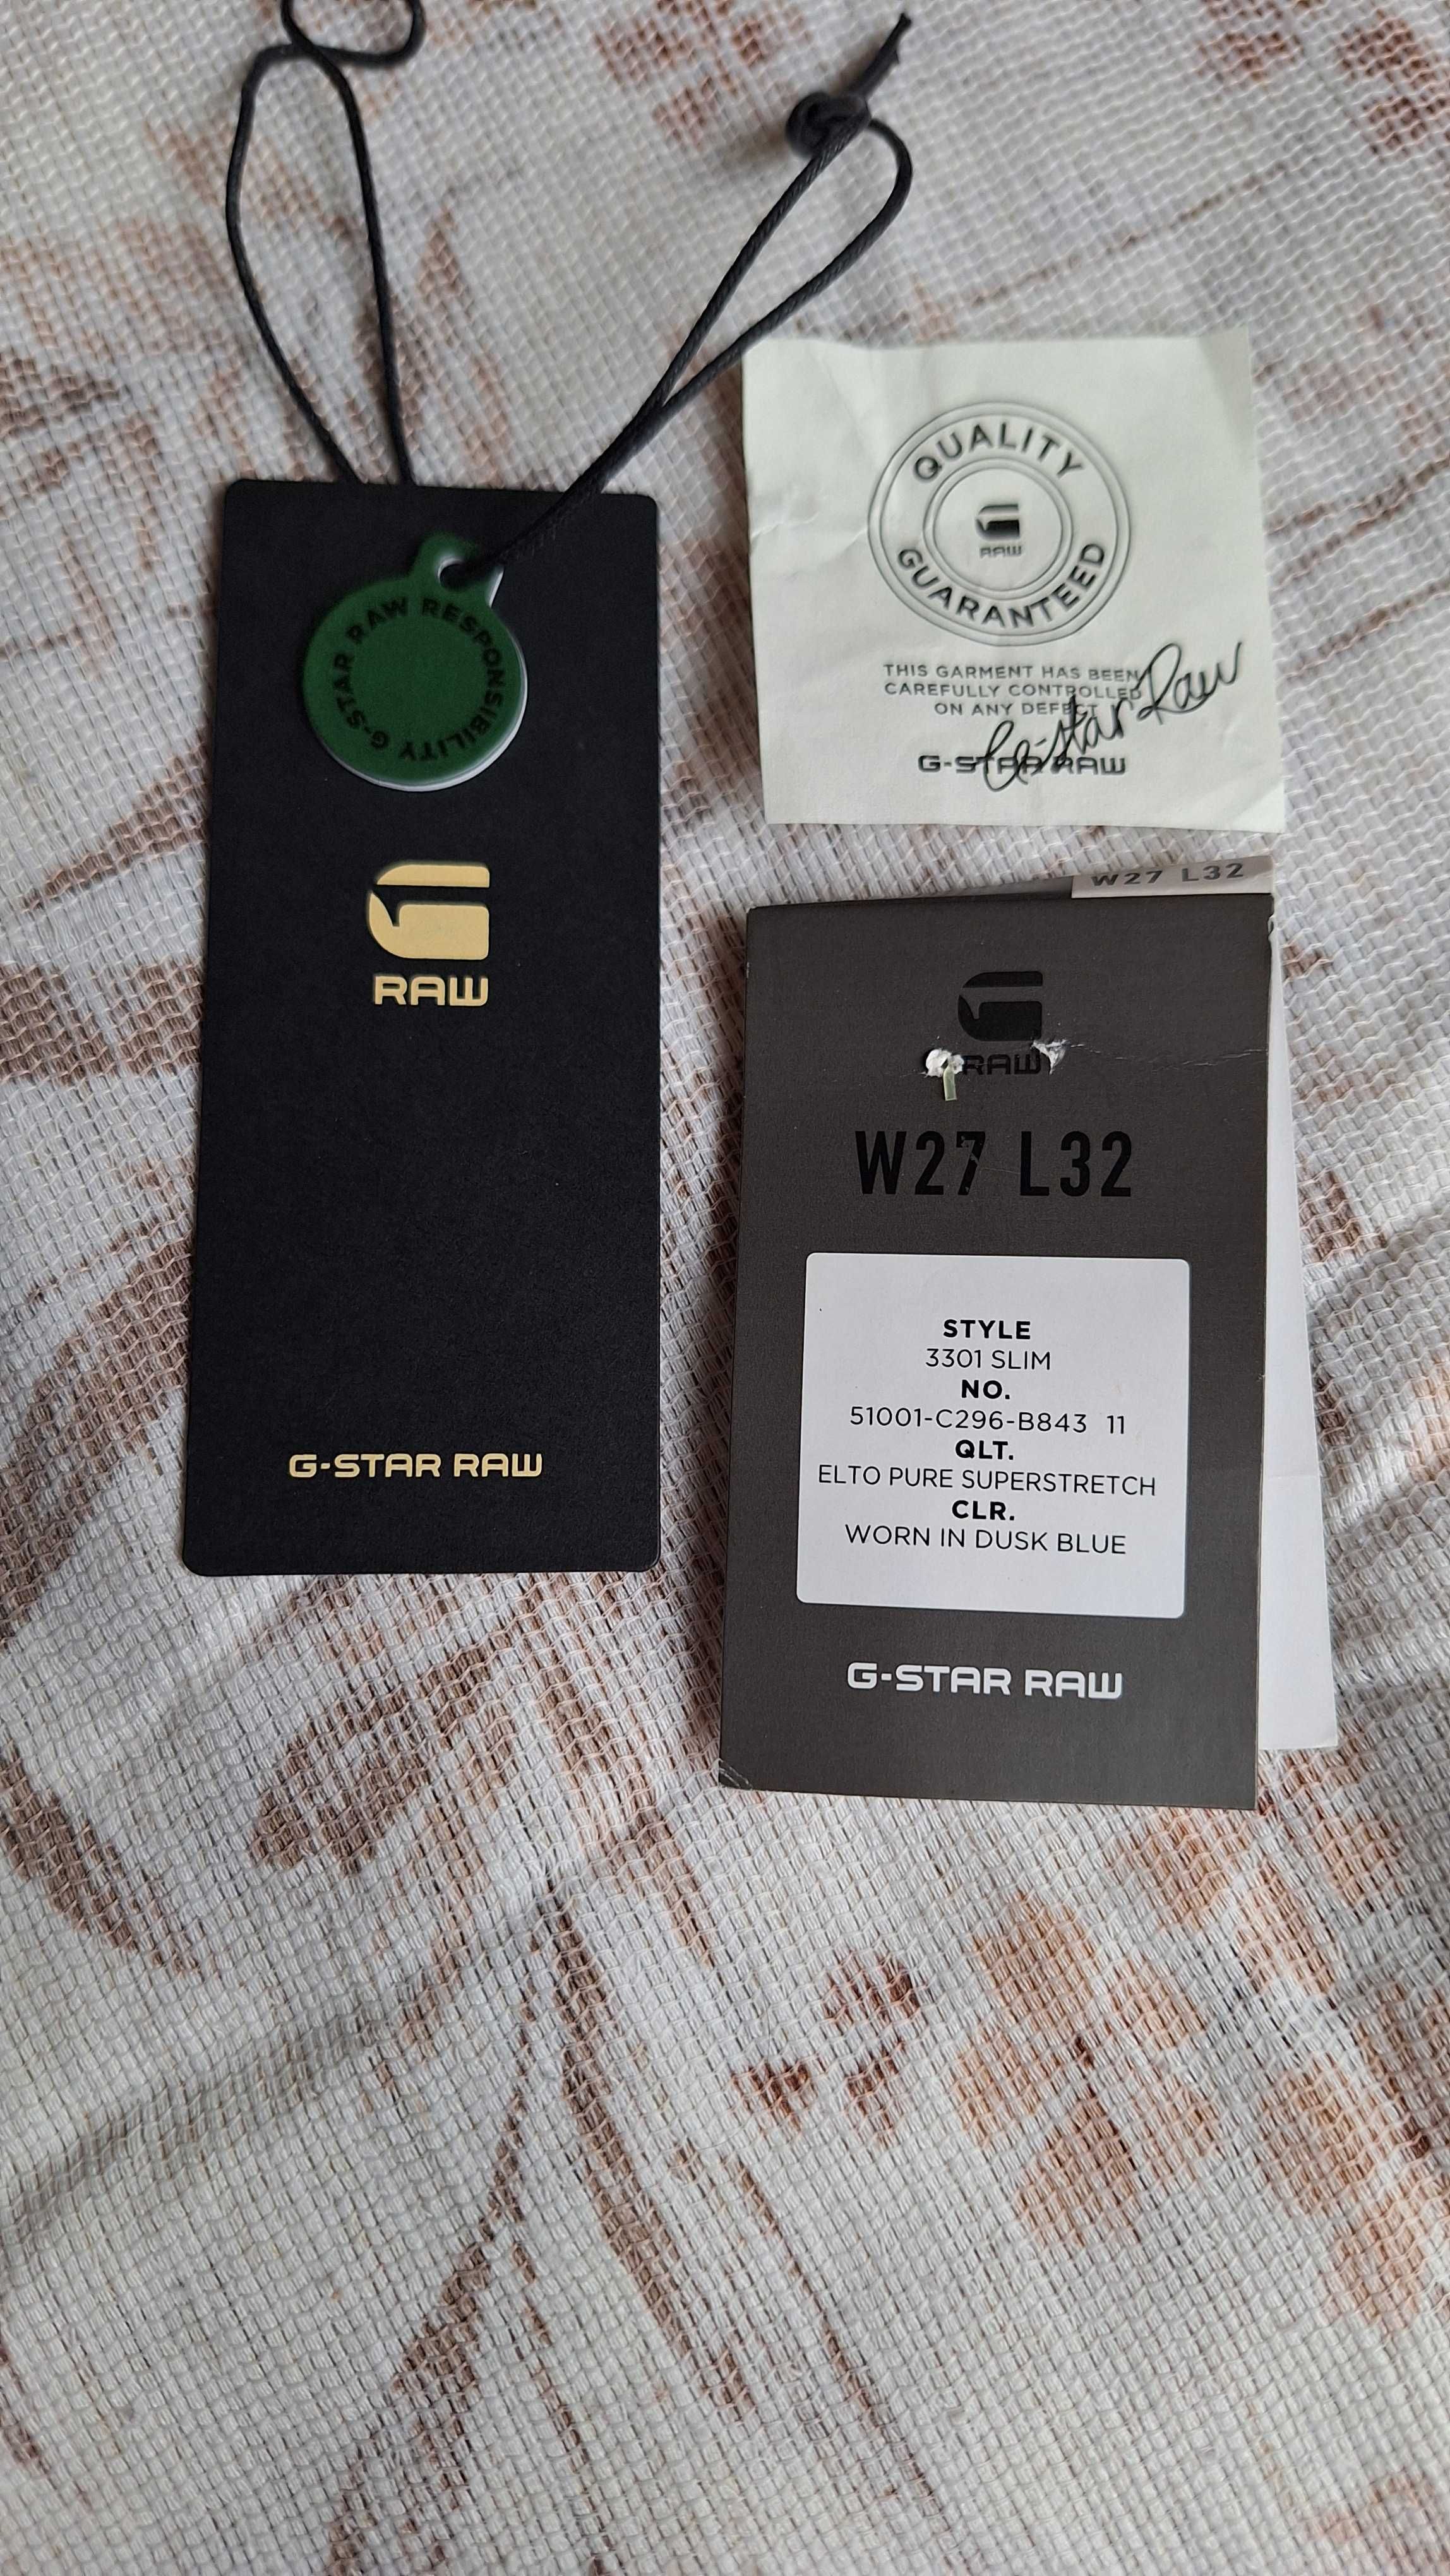 G-STAR RAW RESPONSIBILITY
RAW
G-STAR RAW
QUALITY
RAW
GUARANTEED
THIS GARMENT HAS BEEN
CAREFULLY CONTROLLED
ON ANY DEFECT
G-Star Raw
G-STAR RAW
W27 L32
RAW
W27 L32
STYLE
3301 SLIM
NO.
51001-C296-B843 11
QLT.
ELTO PURE SUPERSTRETCH
CLR.
WORN IN DUSK BLUE
G-STAR RAW